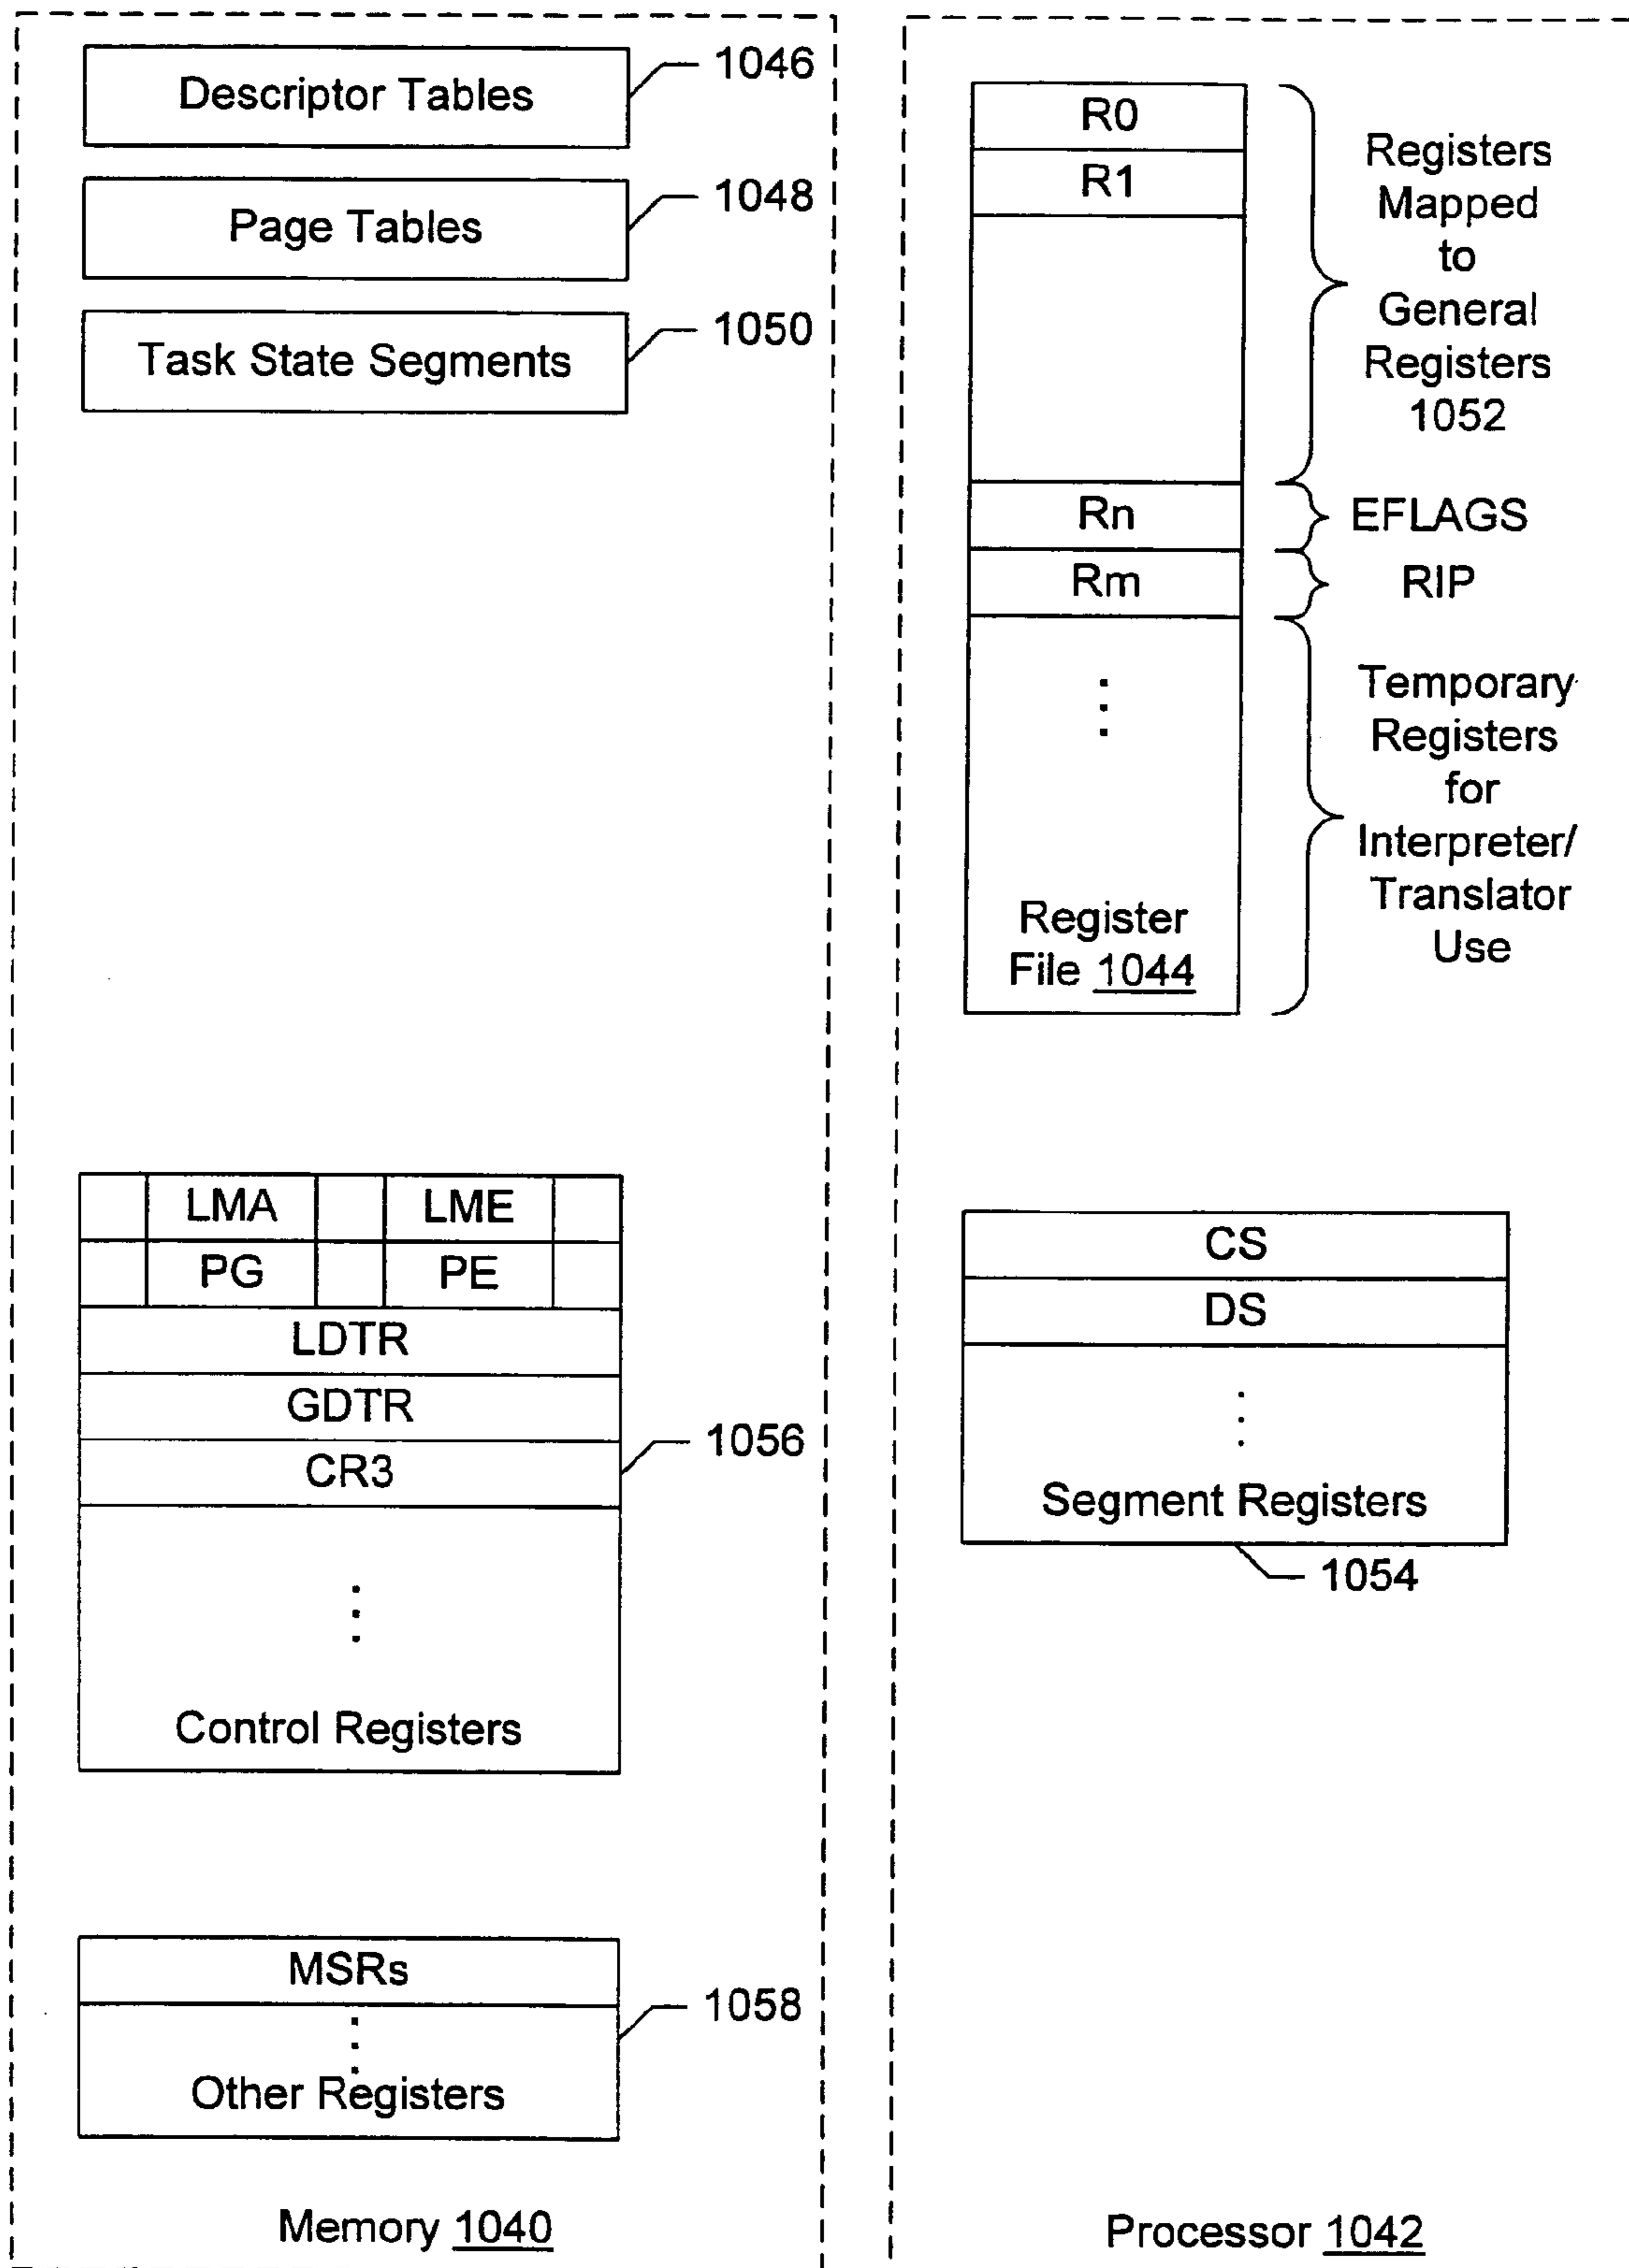 Descriptor Tables
1046
Page Tables
1048
Task State Segments
1050
LMA LME
PG PE
LDTR
GDTR
CR3
1056
Control Registers
MSRs
1058
Other Registers
Memory 1040
R0
R1
Registers
Mapped
to
General
Registers
1052
Rn
EFLAGS
Rm
RIP
Temporary
Registers
for
Interpreter/
Translator
Use
Register
File 1044
CS
DS
Segment Registers
1054
Processor 1042